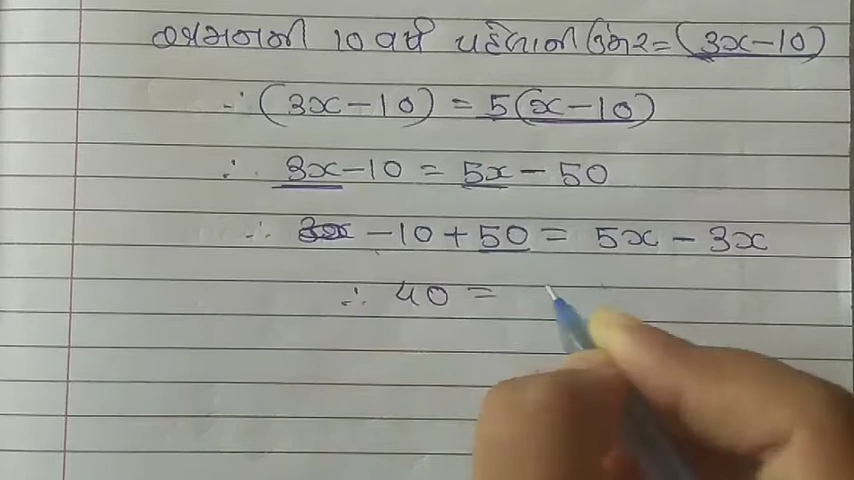 10 વર્ષ પહેલાની ઉંમર = (3x-10)
∴ (3x-10) = 5(x-10)
∴ 3x-10 = 5x-50
∴ -10+50 = 5x-3x
∴ 40 =